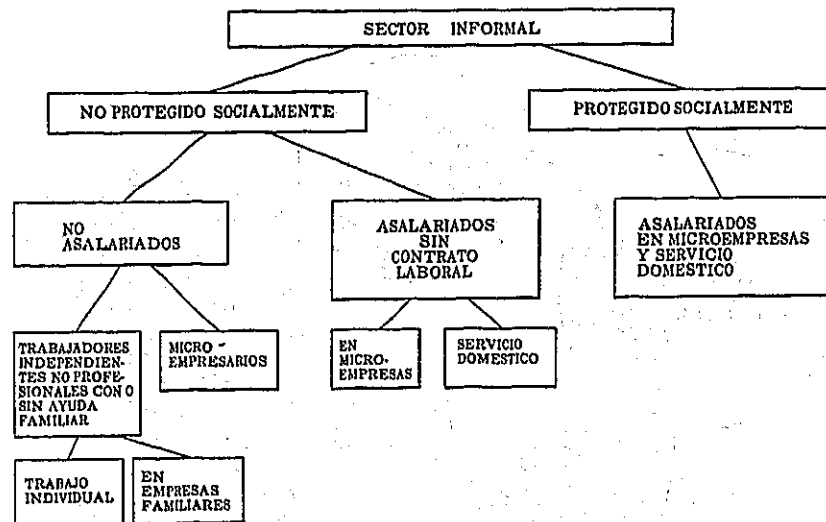 SECTOR INFORMAL
NO PROTEGIDO SOCIALMENTE
PROTEGIDO SOCIALMENTE
NO
ASALARIADOS
ASALARIADOS
SIN
CONTRATO
LABORAL
ASALARIADOS
EN MICROEMPRESAS
Y SERVICIO
DOMESTICO
TRABAJADORES
INDEPENDIEN-
TES NO PROFE-
SIONALES CON O
SIN AYUDA
FAMILIAR
MICRO-
EMPRESARIOS
EN
MICRO-
EMPRESAS
SERVICIO
DOMESTICO
TRABAJO
INDIVIDUAL
EN
EMPRESAS
FAMILIARES